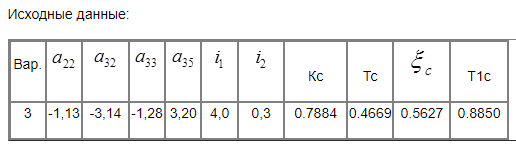 Исходные данные:
Вар. a22 a32 a33 a35 i1 i2 Kc Tc ξc T1c
3 -1,13 -3,14 -1,28 3,20 4,0 0,3 0.7884 0.4669 0.5627 0.8850